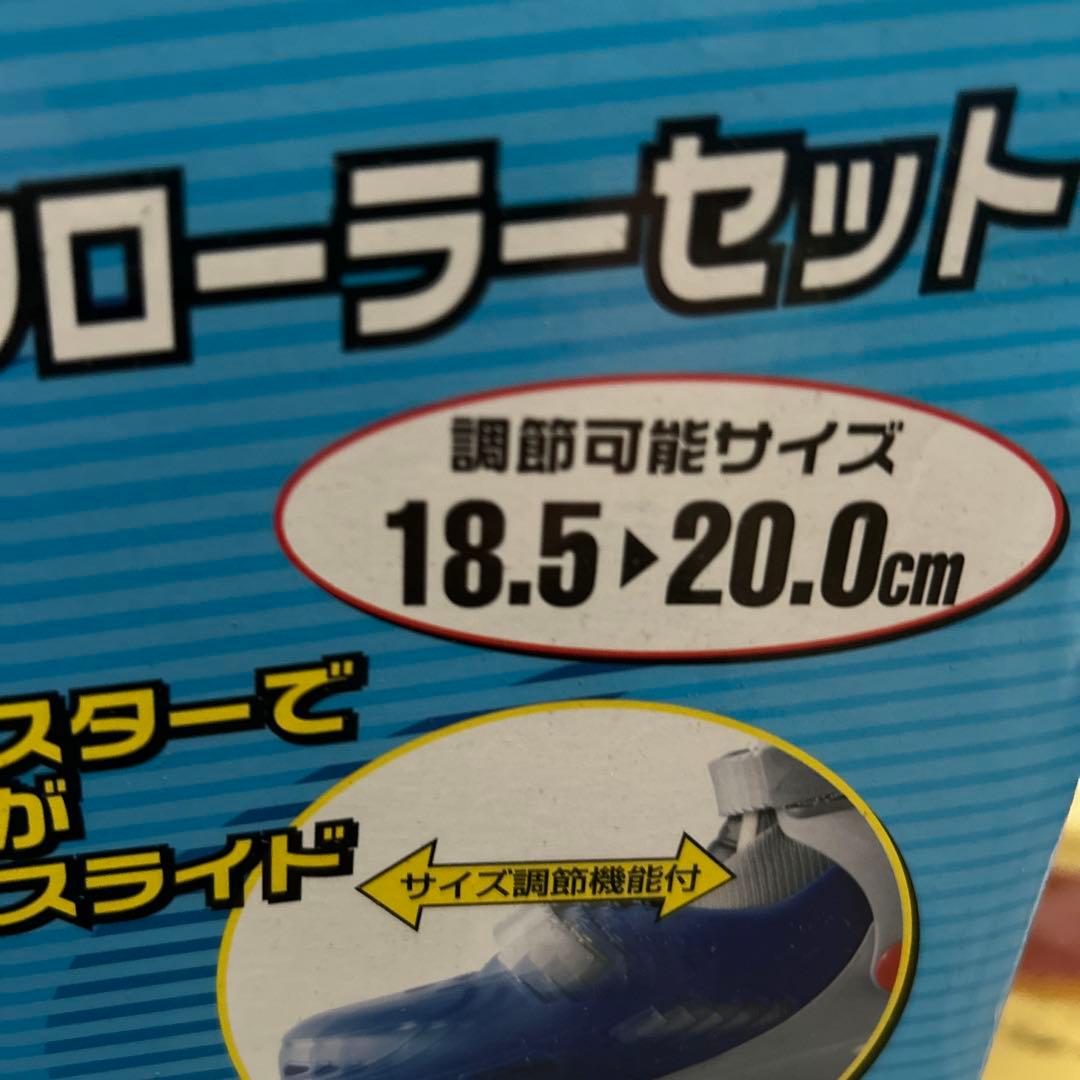 ローラーセット
調節可能サイズ
18.5▶20.0cm
スターで
が
スライド
サイズ調節機能付